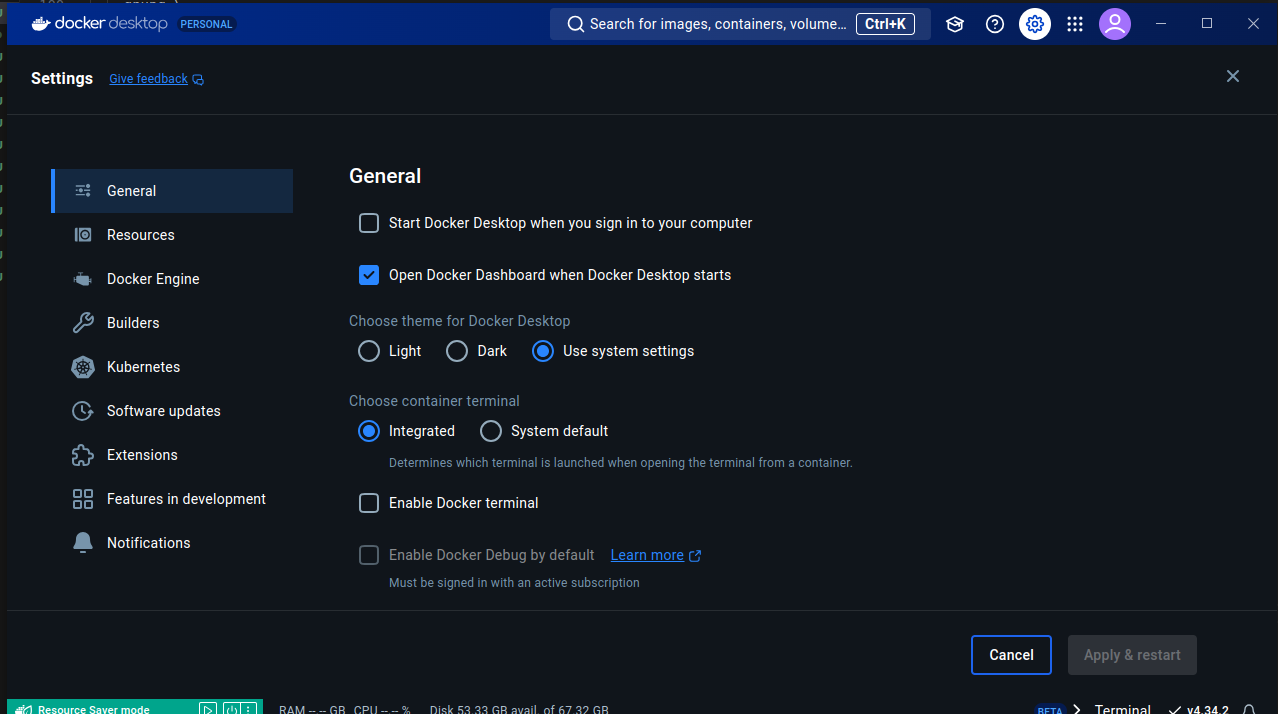 docker desktop PERSONAL Search for images, containers, volume... Ctrl+K
Settings Give feedback
General
General
Start Docker Desktop when you sign in to your computer
Resources
Open Docker Dashboard when Docker Desktop starts
Docker Engine
Choose theme for Docker Desktop
Builders
Light Dark Use system settings
Kubernetes
Choose container terminal
Software updates
Integrated System default
Extensions
Determines which terminal is launched when opening the terminal from a container.
Features in development
Enable Docker terminal
Notifications
Enable Docker Debug by default Learn more
Must be signed in with an active subscription
Cancel Apply & restart
Resource Saver mode RAM -- -- GB CPU -- -- % Disk 53.33 GB avail. of 67.32 GB BETA Terminal v4.34.2